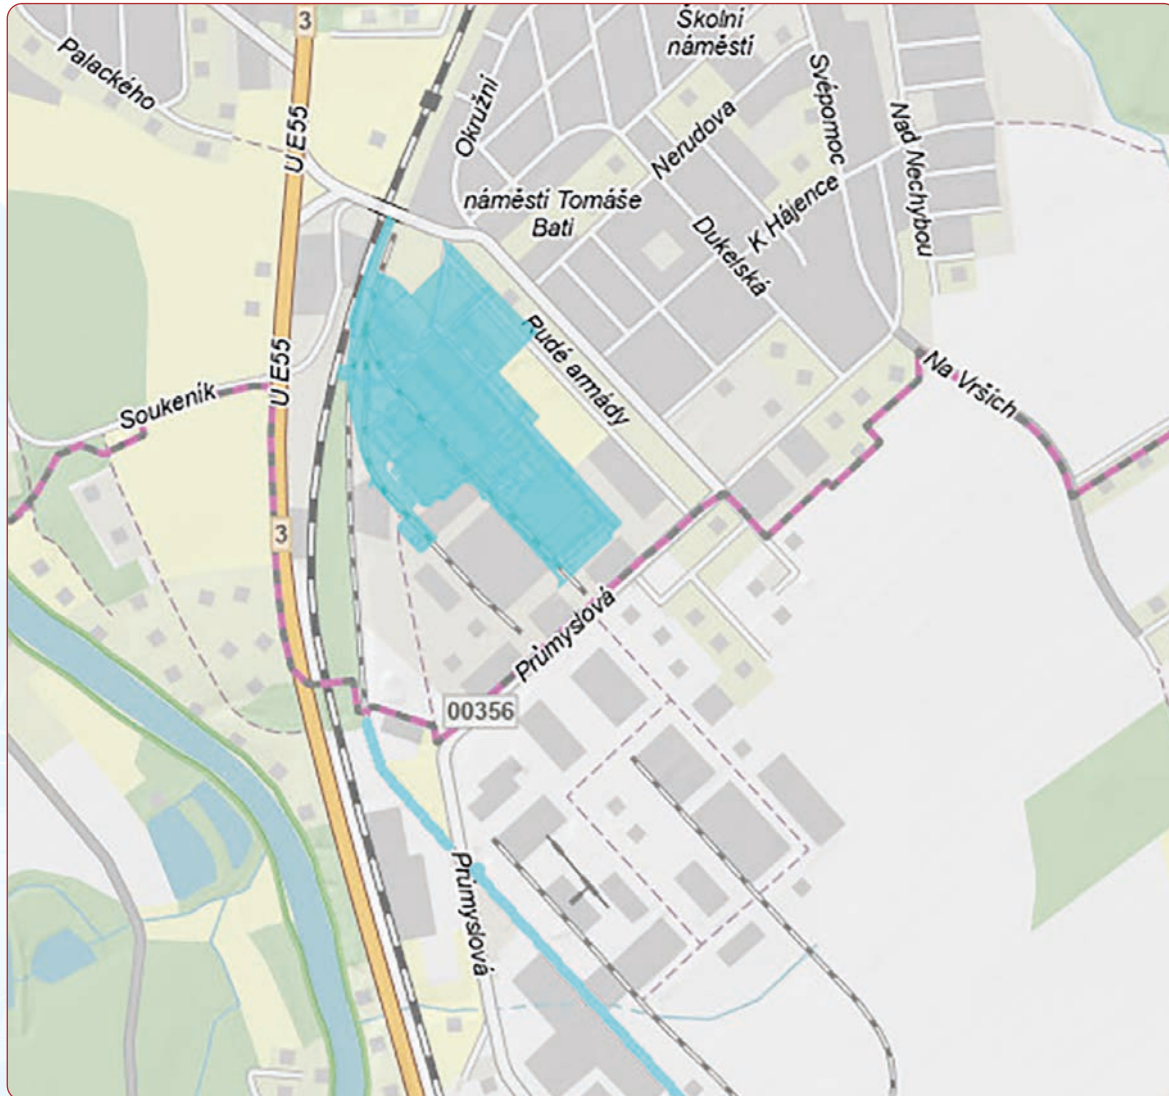 Školní
náměstí
3
Palackého
Okružní
Svépomoc
Nad Nechybou
U E55
Nerudova
náměstí Tomáše
Bati
K Hájence
Dukelská
Rudé armády
U E55
Na Vršich
Soukeník
3
Průmyslová
00356
Průmyslová